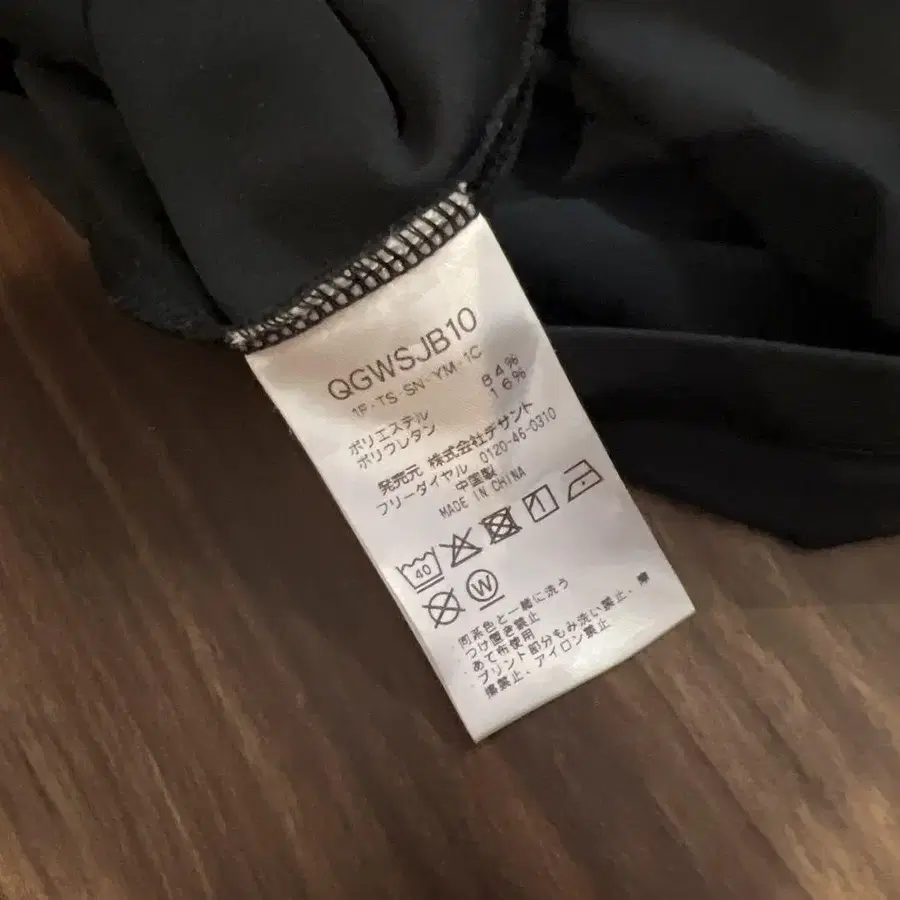 QGWSJB10
1F-TS-SN-YM-1C
ポリエステル 84%
ポリウレタン 16%
発売元 株式会社デサント
フリーダイヤル 0120-46-0310
中国製
MADE IN CHINA
40
W
同系色と一緒に洗う
つけ置き禁止
あて布使用
プリント部分もみ洗い禁止、摩
擦禁止、アイロン禁止